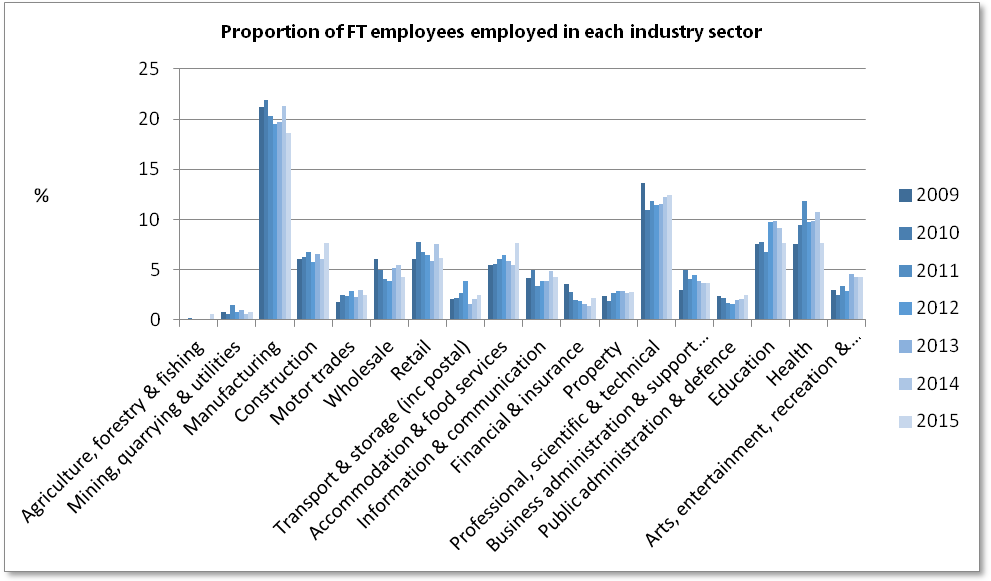 Proportion of FT employees employed in each industry sector
25
20
15
10
5
0
%
Agriculture, forestry & fishing
Mining, quarrying & utilities
Manufacturing
Construction
Motor trades
Wholesale
Retail
Transport & storage (inc postal)
Accommodation & food services
Information & communication
Financial & insurance
Property
Professional, scientific & technical
Business administration & support...
Public administration & defence
Education
Health
Arts, entertainment, recreation &...
2009
2010
2011
2012
2013
2014
2015